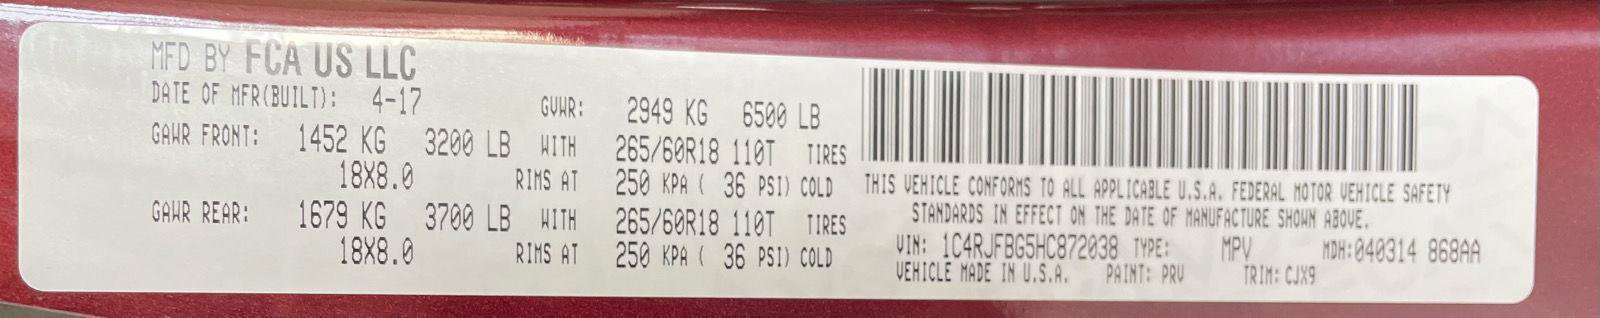 MFD BY FCA US LLC
DATE OF MFR(BUILT): 4-17 GVWR: 2949 KG 6500 LB
GAWR FRONT: 1452 KG 3200 LB WITH 265/60R18 110T TIRES
18X8.0 RIMS AT 250 KPA ( 36 PSI) COLD
GAWR REAR: 1679 KG 3700 LB WITH 265/60R18 110T TIRES
18X8.0 RIMS AT 250 KPA ( 36 PSI) COLD
THIS VEHICLE CONFORMS TO ALL APPLICABLE U.S.A. FEDERAL MOTOR VEHICLE SAFETY
STANDARDS IN EFFECT ON THE DATE OF MANUFACTURE SHOWN ABOVE.
VIN: 1C4RJFBG5HC872038 TYPE: MPV MDH:040314 868AA
VEHICLE MADE IN U.S.A. PAINT: PRV TRIM: CJX9